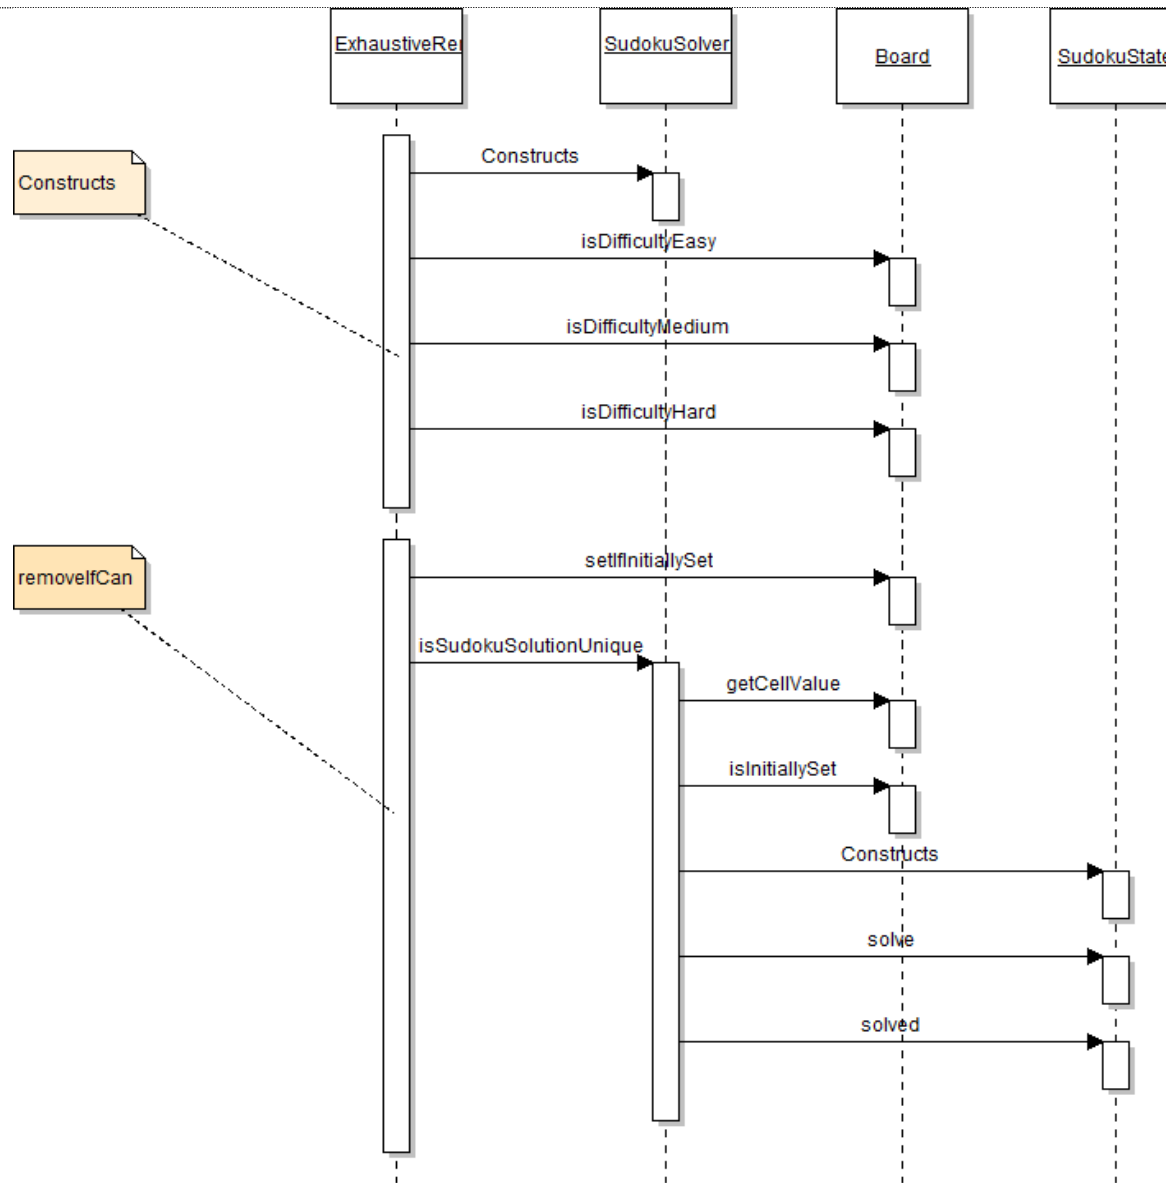 ExhaustiveRe
SudokuSolver
Board
SudokuState
Constructs
Constructs
isDifficultyEasy
isDifficultyMedium
isDifficultyHard
removeIfCan
setIfInitiallySet
isSudokuSolutionUnique
getCellValue
isInitiallySet
Constructs
solve
solved